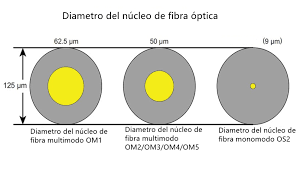 Diametro del núcleo de fibra óptica
62.5 µm
50 µm
(9 µm)
125 µm
Diametro del núcleo de
fibra multimodo OM1
Diametro del núcleo de
fibra multimodo
OM2/OM3/OM4/OM5
Diametro del núcleo de
fibra monomodo OS2